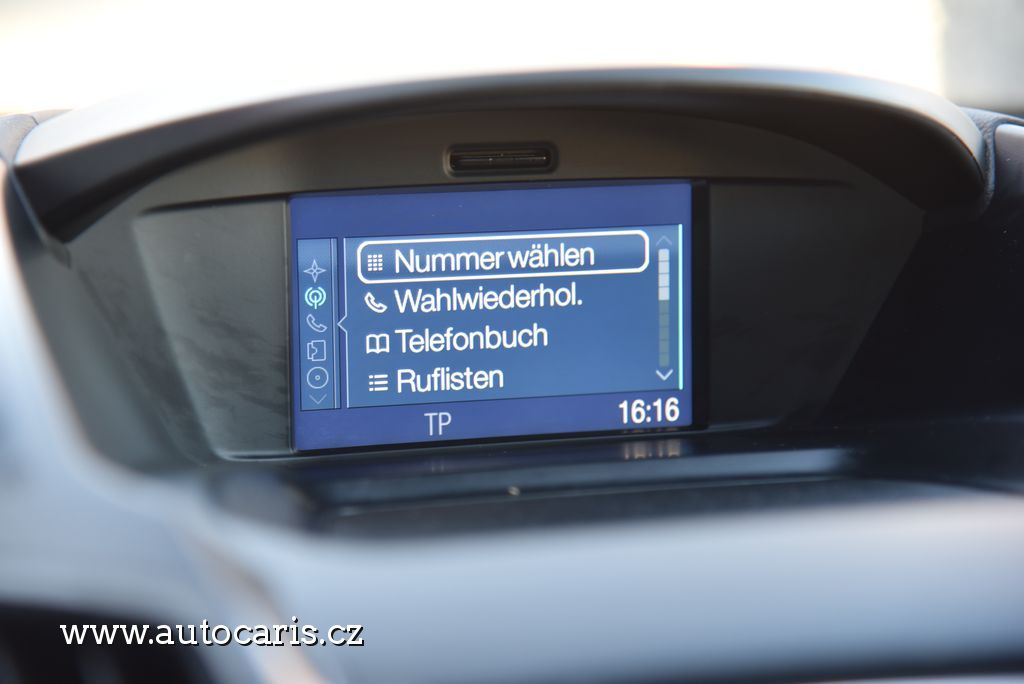 Nummer wählen
Wahlwiederhol.
Telefonbuch
Ruflisten
TP 16:16
www.autocaris.cz